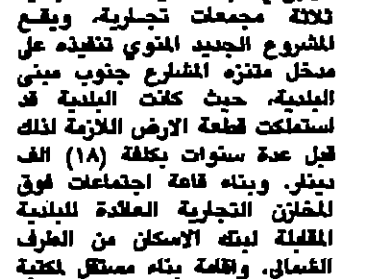 ثلاثة مجمعات تجارية، ويقع
المشروع الجديد المنوي تنفيذه على
مدخل متنزه الشارع جنوب مبنى
البلدية، حيث كانت البلدية قد
استملكت قطعة الارض اللازمة لذلك
قبل عدة سنوات بكلفة (١٨) الف
دينار. وبناء قاعة اجتماعات فوق
المخازن التجارية العائدة للبلدية
المقابلة لبنك الاسكان من الطرف
الشمالي، واقامة بناء مستقل لمكتبة